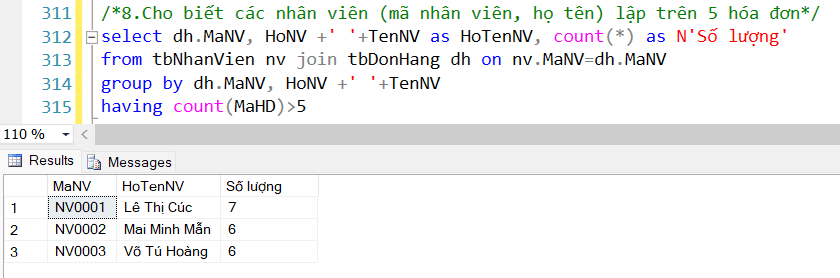 311 /*8.Cho biết các nhân viên (mã nhân viên, họ tên) lập trên 5 hóa đơn*/
312 select dh.MaNV, HoNV +' '+TenNV as HoTenNV, count(*) as N'Số lượng'
313 from tbNhanVien nv join tbDonHang dh on nv.MaNV=dh.MaNV
314 group by dh.MaNV, HoNV +' '+TenNV
315 having count(MaHD)>5
110 %
Results Messages
MaNV HoTenNV Số lượng
1 NV0001 Lê Thị Cúc 7
2 NV0002 Mai Minh Mẫn 6
3 NV0003 Võ Tú Hoàng 6